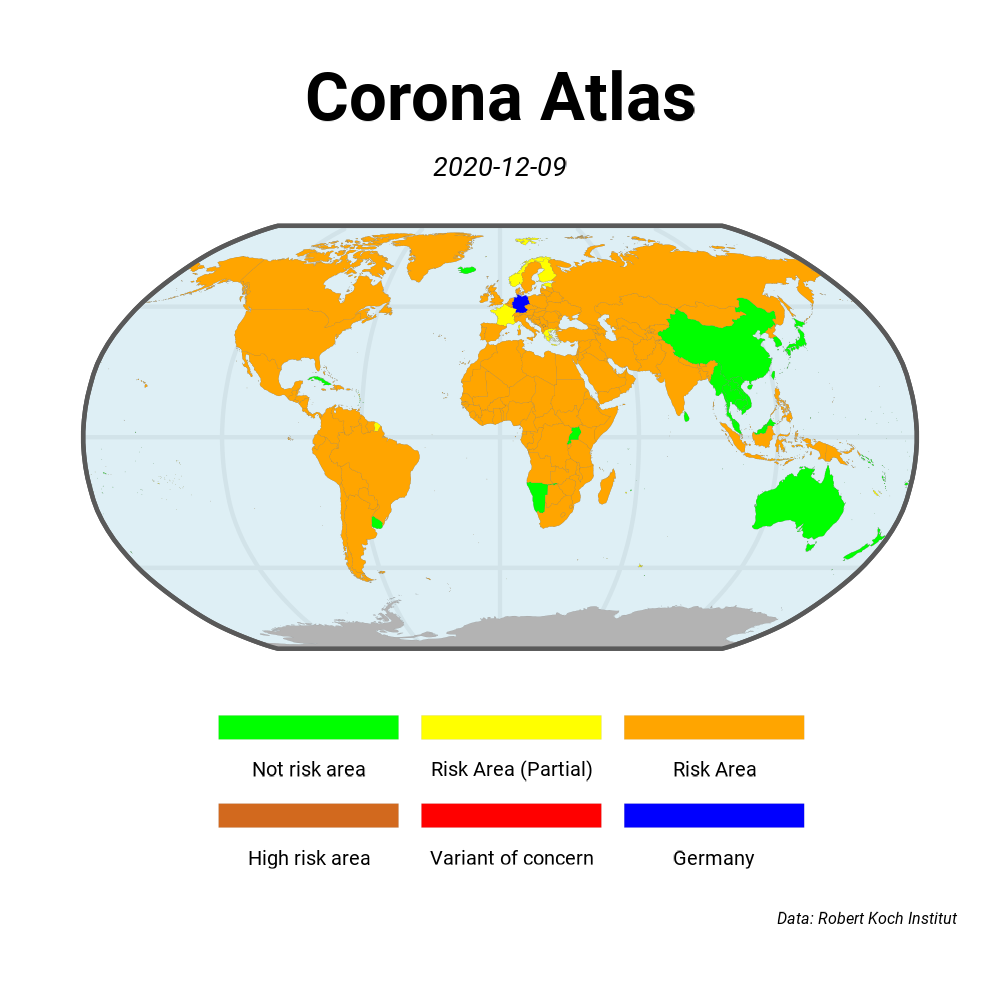 Corona Atlas
2020-12-09
Not risk area
Risk Area (Partial)
Risk Area
High risk area
Variant of concern
Germany
Data: Robert Koch Institut